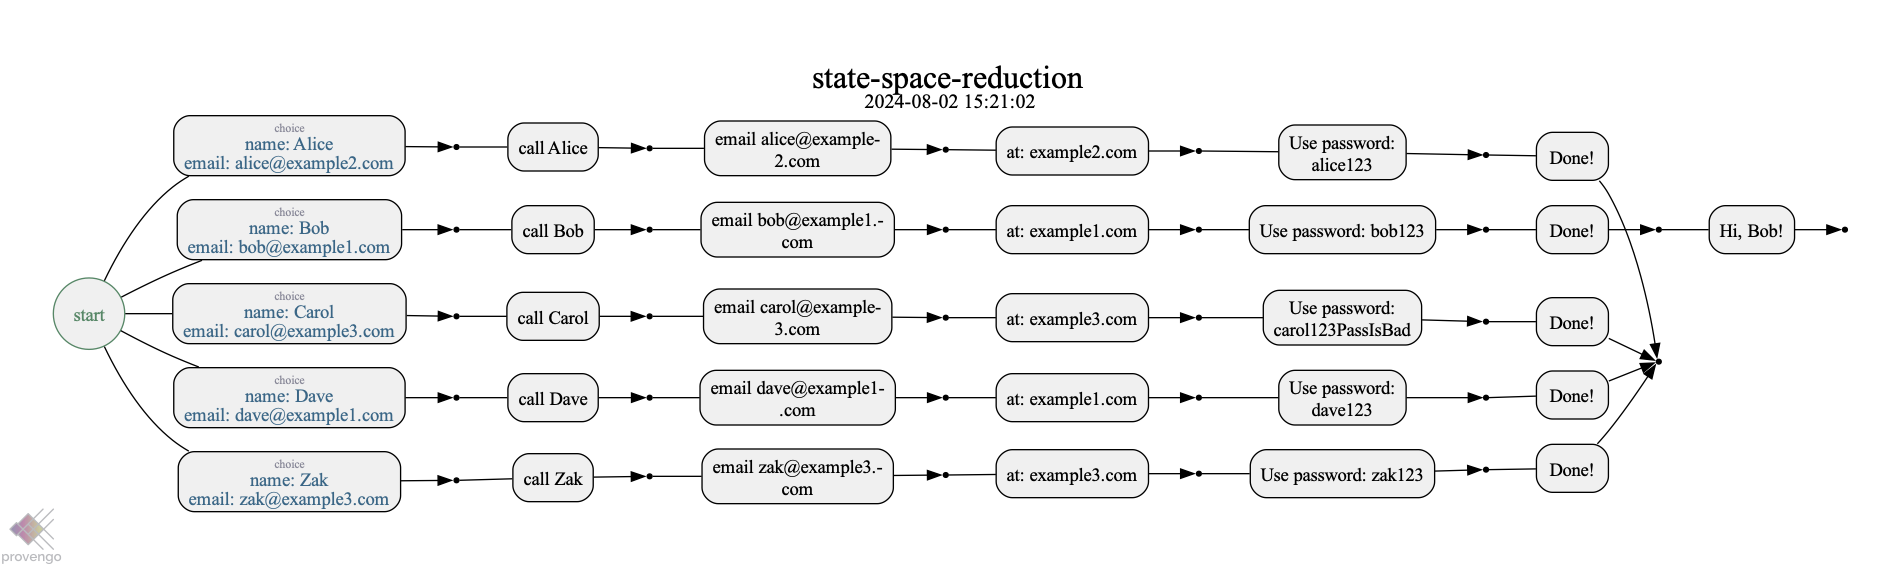 state-space-reduction
2024-08-02 15:21:02
start
choice
name: Alice
email: alice@example2.com
call Alice
email alice@example-
2.com
at: example2.com
Use password:
alice123
Done!
choice
name: Bob
email: bob@example1.com
call Bob
email bob@example1.-
com
at: example1.com
Use password: bob123
Done!
Hi, Bob!
choice
name: Carol
email: carol@example3.com
call Carol
email carol@example-
3.com
at: example3.com
Use password:
carol123PassIsBad
Done!
choice
name: Dave
email: dave@example1.com
call Dave
email dave@example1-
.com
at: example1.com
Use password:
dave123
Done!
choice
name: Zak
email: zak@example3.com
call Zak
email zak@example3.-
com
at: example3.com
Use password: zak123
Done!
provengo